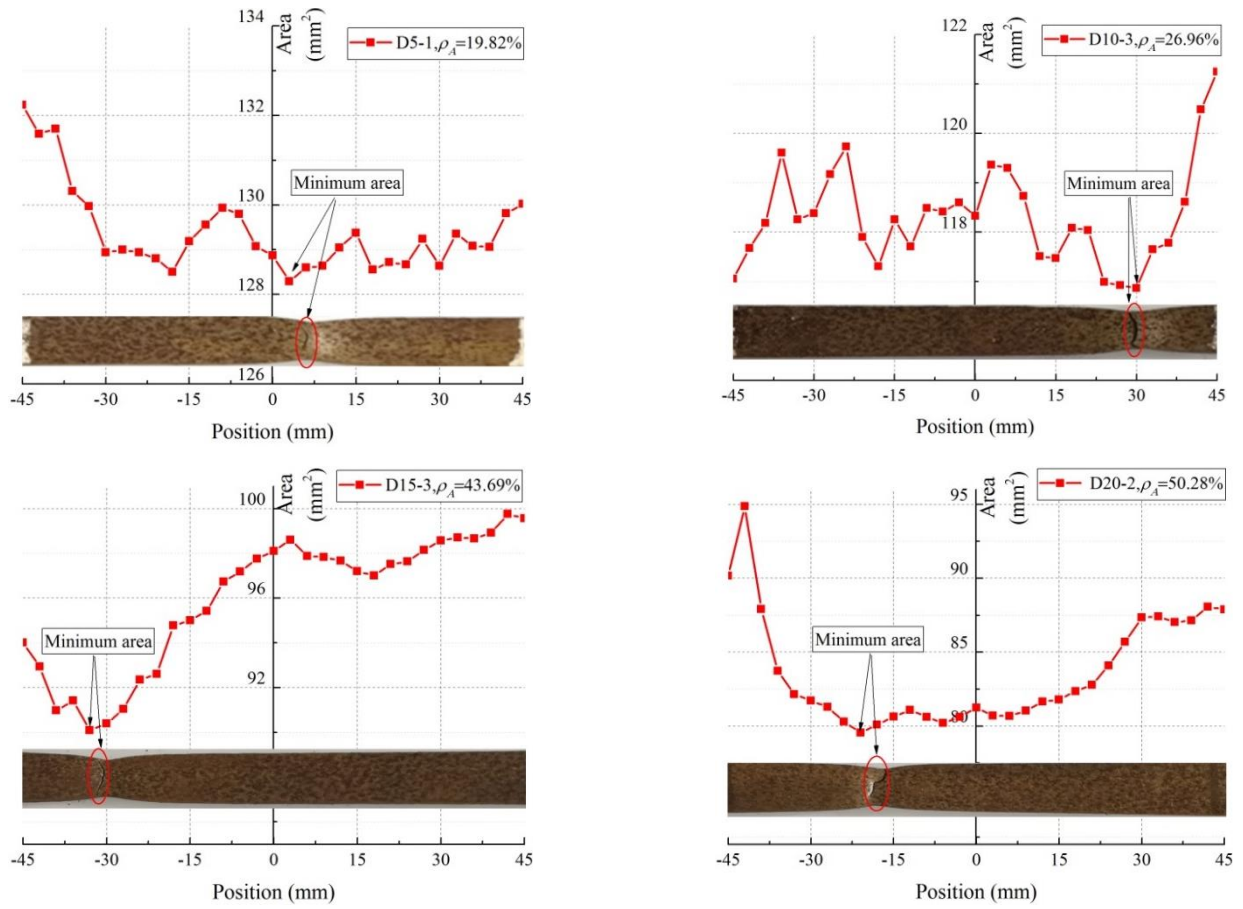 134
Area
(mm²)
D5-1,ρA=19.82%
132
Minimum area
130
128
126
-45 -30 -15 0 15 30 45
Position (mm)
122
Area
(mm²)
D10-3,ρA=26.96%
120
Minimum area
118
-45 -30 -15 0 15 30 45
Position (mm)
100
Area
(mm²)
D15-3,ρA=43.69%
96
Minimum area
92
-45 -30 -15 0 15 30 45
Position (mm)
95
Area
(mm²)
D20-2,ρA=50.28%
90
85
Minimum area
80
-45 -30 -15 0 15 30 45
Position (mm)